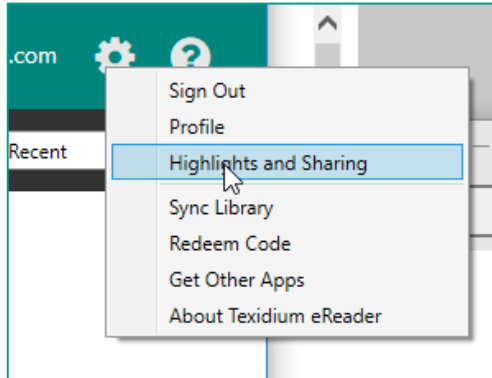 .com
Sign Out
Profile
Recent
Highlights and Sharing
Sync Library
Redeem Code
Get Other Apps
About Texidium eReader